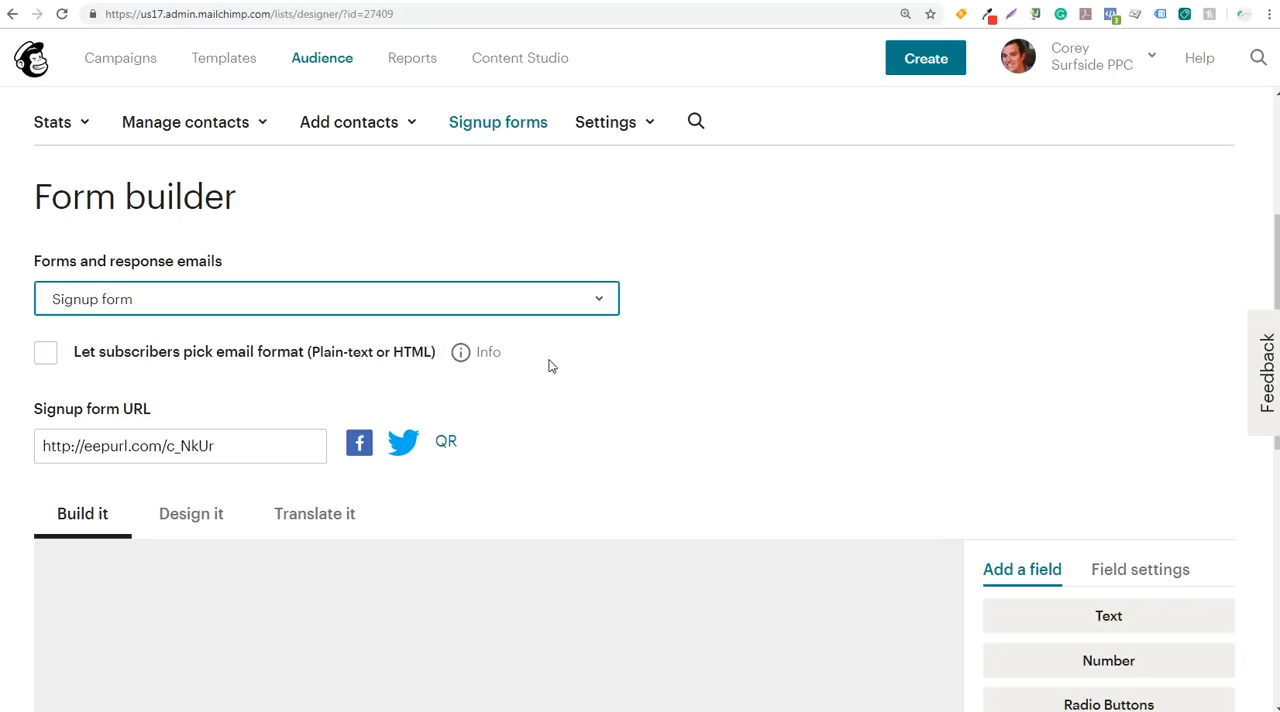 https://us17.admin.mailchimp.com/lists/designer/?id=27409
3
Campaigns Templates Audience Reports Content Studio Create Corey Help
Surfside PPC
Stats Manage contacts Add contacts Signup forms Settings
Form builder
Forms and response emails
Signup form
Let subscribers pick email format (Plain-text or HTML) Info
Signup form URL
http://eepurl.com/c_NkUr f QR
Feedback
Build it Design it Translate it
Add a field Field settings
Text
Number
Radio Buttons